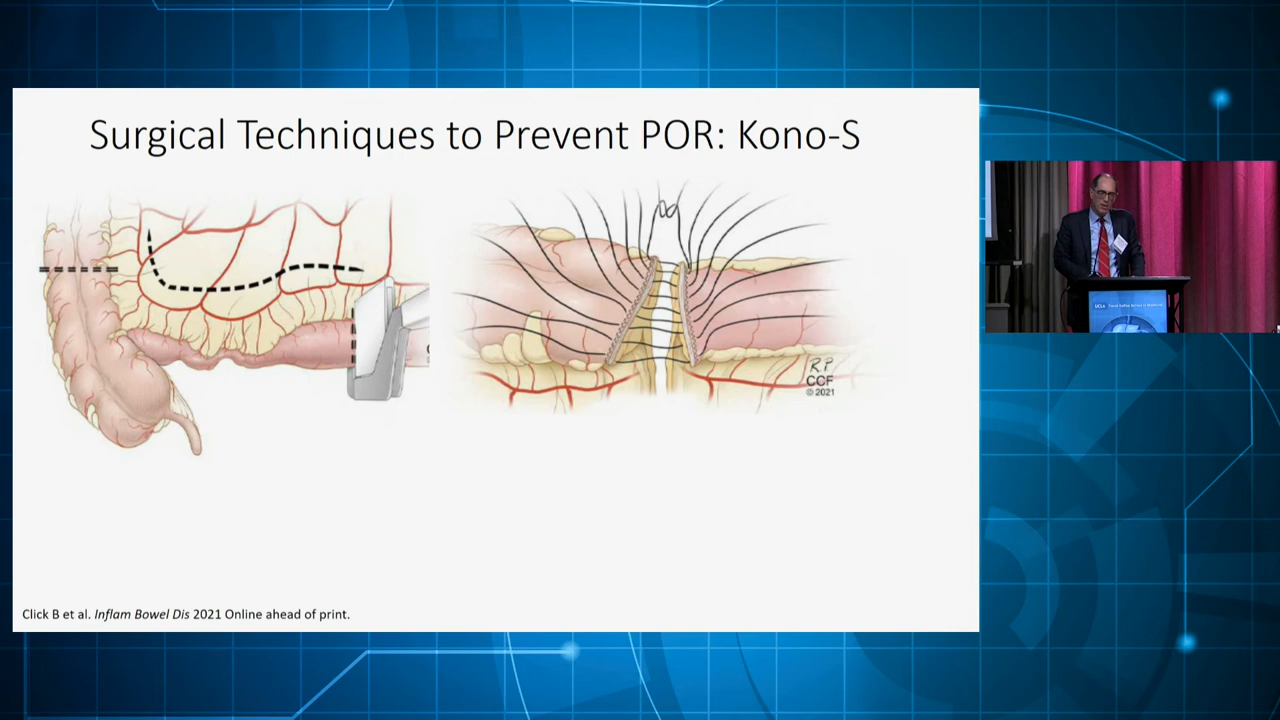 Surgical Techniques to Prevent POR: Kono-S
R.P
CCF
© 2021
Click B et al. Inflam Bowel Dis 2021 Online ahead of print.
UCLA